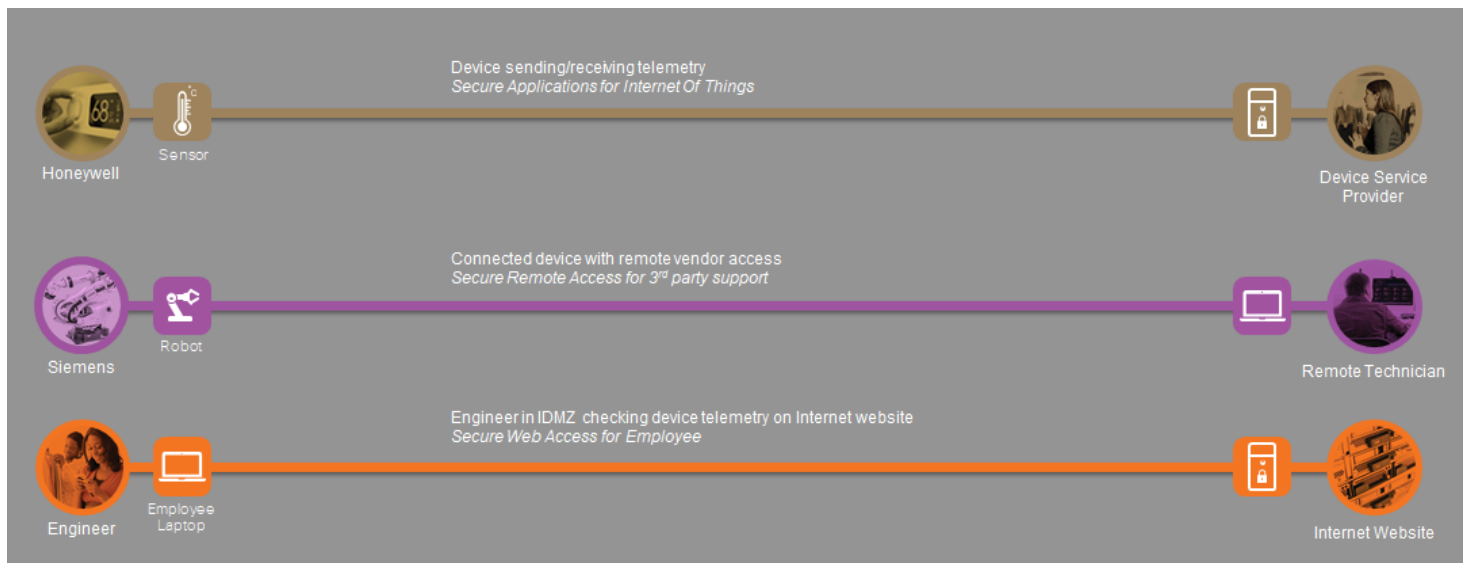 Device sending/receiving telemetry
Secure Applications for Internet Of Things
68
°C
Sensor
Honeywell
Device Service
Provider
Connected device with remote vendor access
Secure Remote Access for 3rd party support
Robot
Siemens
Remote Technician
Engineer in IDMZ checking device telemetry on Internet website
Secure Web Access for Employee
Employee
Laptop
Engineer
Internet Website